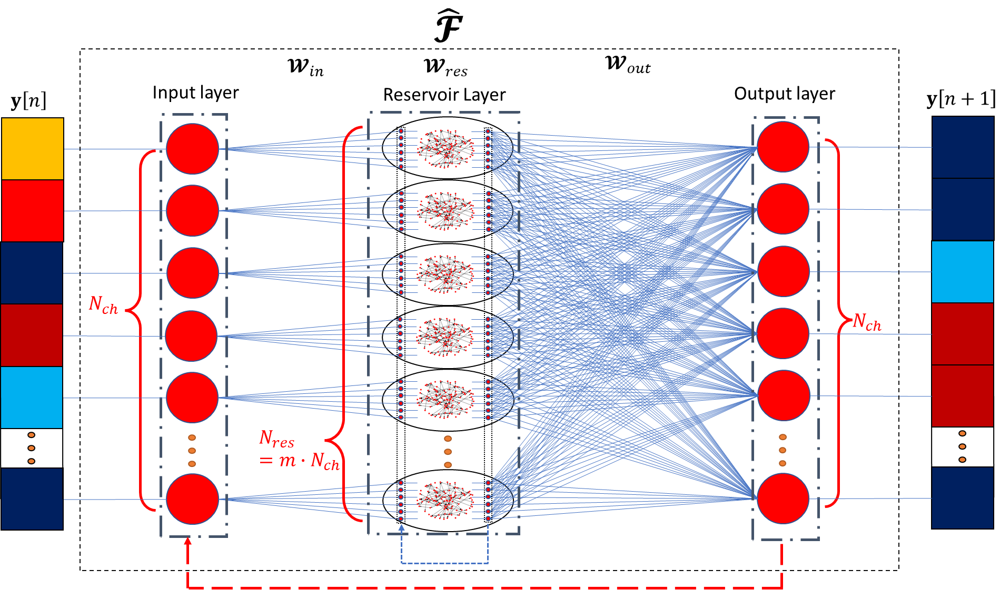 𝓕̂
𝓦_in 𝓦_res 𝓦_out
Input layer Reservoir Layer Output layer
y[n] y[n + 1]
N_ch N_ch
N_res
= m · N_ch